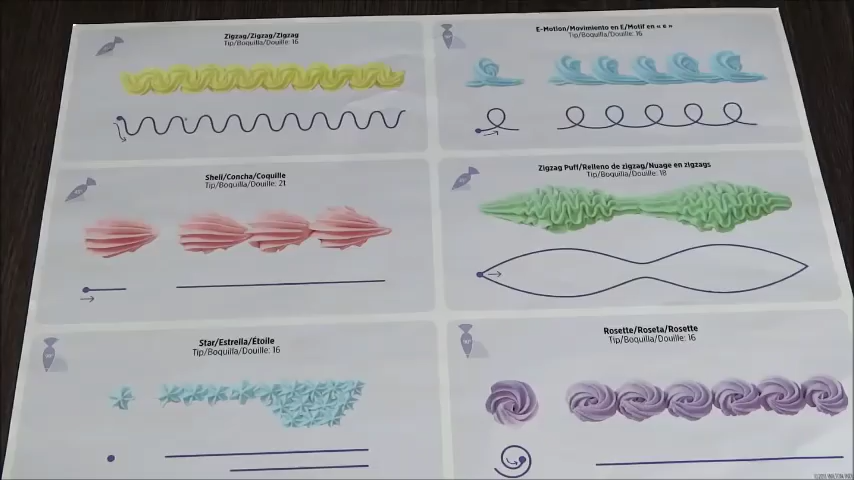 Zigzag/Zigzag/Zigzag
Tip/Boquilla/Douille: 16
E-Motion/Movimiento en E/Motif en « e »
Tip/Boquilla/Douille: 16
Shell/Concha/Coquille
Tip/Boquilla/Douille: 21
Zigzag Puff/Relleno de zigzag/Nuage en zigzags
Tip/Boquilla/Douille: 18
Star/Estrella/Étoile
Tip/Boquilla/Douille: 16
Rosette/Roseta/Rosette
Tip/Boquilla/Douille: 16